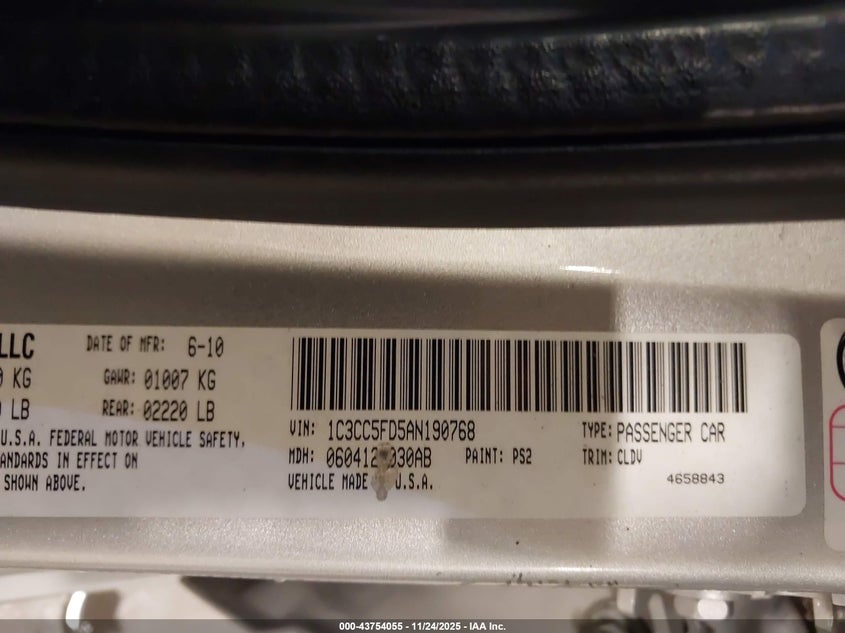 LLC DATE OF MFR: 6-10
KG GAWR: 01007 KG
LB REAR: 02220 LB
U.S.A. FEDERAL MOTOR VEHICLE SAFETY,
IN EFFECT ON
SHOWN ABOVE.
VIN: 1C3CC5FD5AN190768 TYPE: PASSENGER CAR
MDH: PAINT: PS2 TRIM: CLDV
VEHICLE MADE U.S.A. 4658843
000-43754055 - 11/24/2025 - IAA Inc.